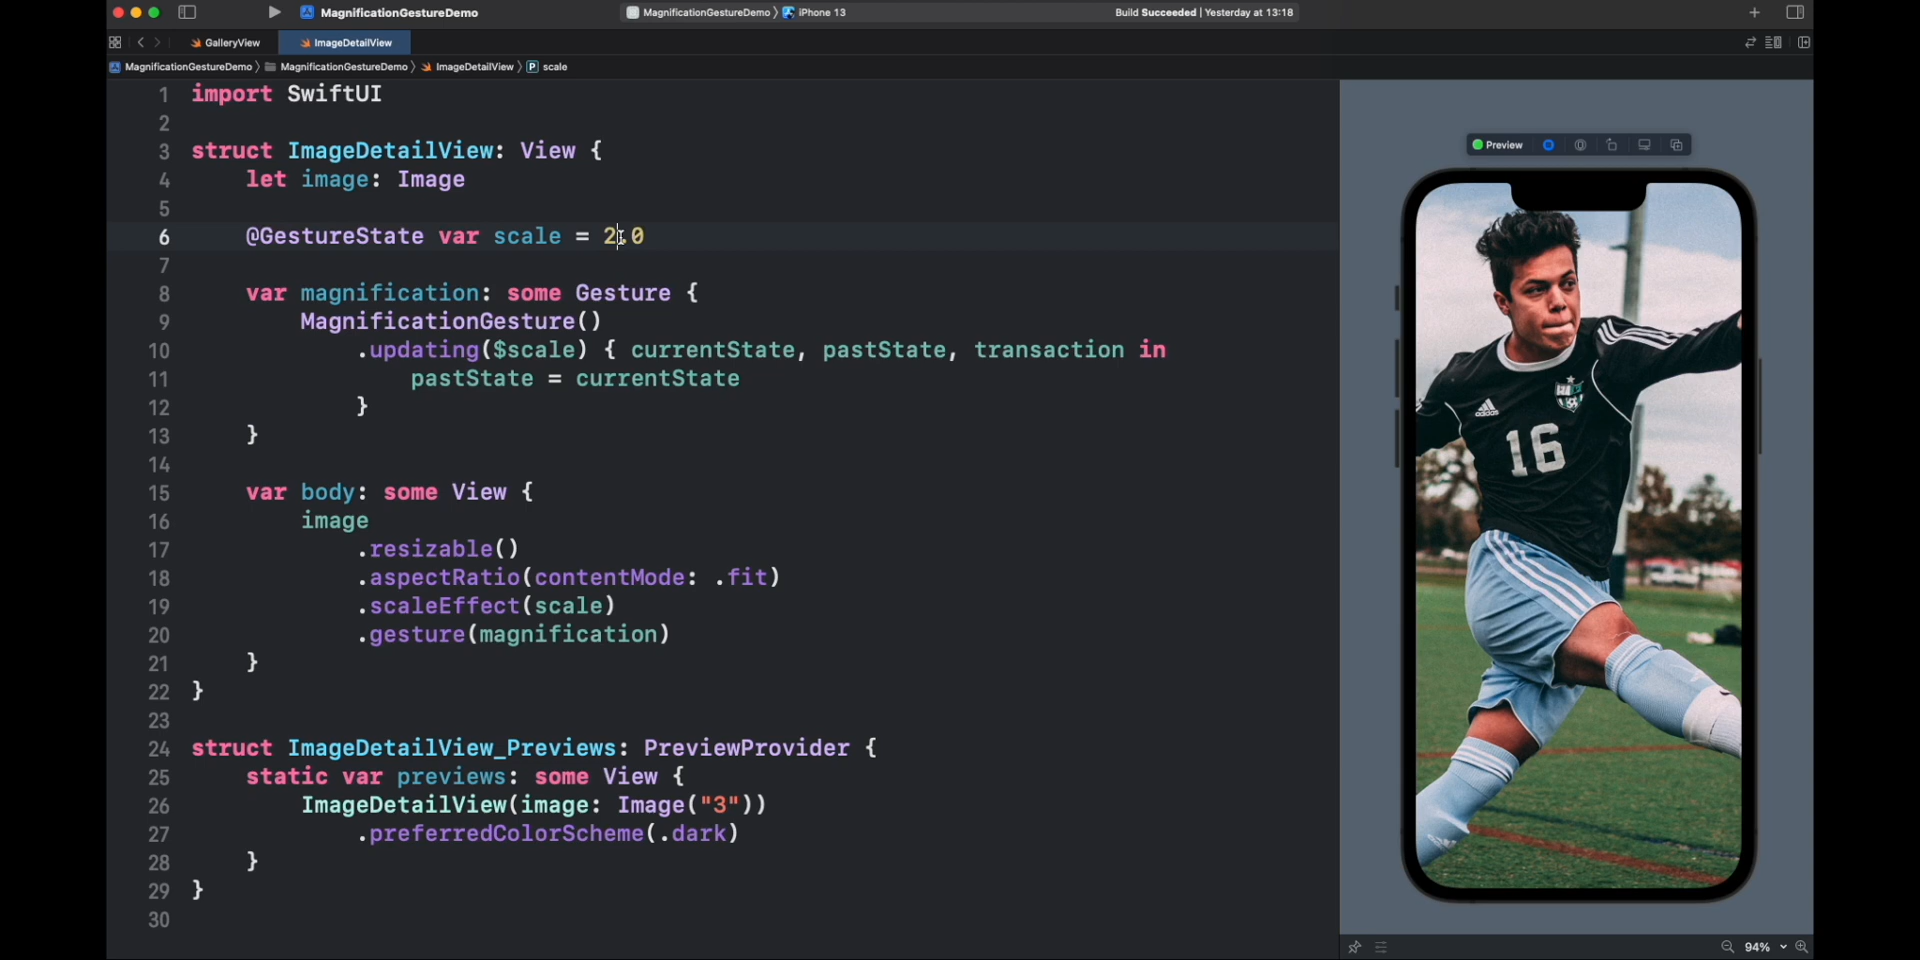 MagnificationGestureDemo
MagnificationGestureDemo 〉 iPhone 13
Build Succeeded | Yesterday at 13:18
GalleryView
ImageDetailView
MagnificationGestureDemo 〉 MagnificationGestureDemo 〉 ImageDetailView 〉 P scale
1 import SwiftUI
2
3 struct ImageDetailView: View {
4 let image: Image
5
6 @GestureState var scale = 2.0
7
8 var magnification: some Gesture {
9 MagnificationGesture()
10 .updating($scale) { currentState, pastState, transaction in
11 pastState = currentState
12 }
13 }
14
15 var body: some View {
16 image
17 .resizable()
18 .aspectRatio(contentMode: .fit)
19 .scaleEffect(scale)
20 .gesture(magnification)
21 }
22 }
23
24 struct ImageDetailView_Previews: PreviewProvider {
25 static var previews: some View {
26 ImageDetailView(image: Image("3"))
27 .preferredColorScheme(.dark)
28 }
29 }
30
Preview
adidas
16
94%